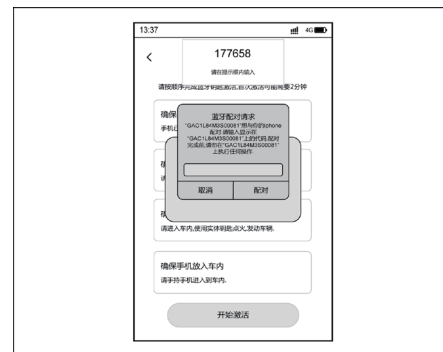 13:37
4G
177658
请在提示框内输入
请按顺序完成蓝牙钥匙激活,首次激活可能需要2分钟
确保
手机已
蓝牙配对请求
"GAC1L84M3S00081"想与你的iphone
配对.请输入显示在
"GAC1L84M3S00081"上的代码.配对
完成前,请勿在"GAC1L84M3S00081"
上执行任何操作
取消
配对
请进入车内,使用实体钥匙点火,发动车辆.
确保手机放入车内
请手持手机进入到车内.
开始激活